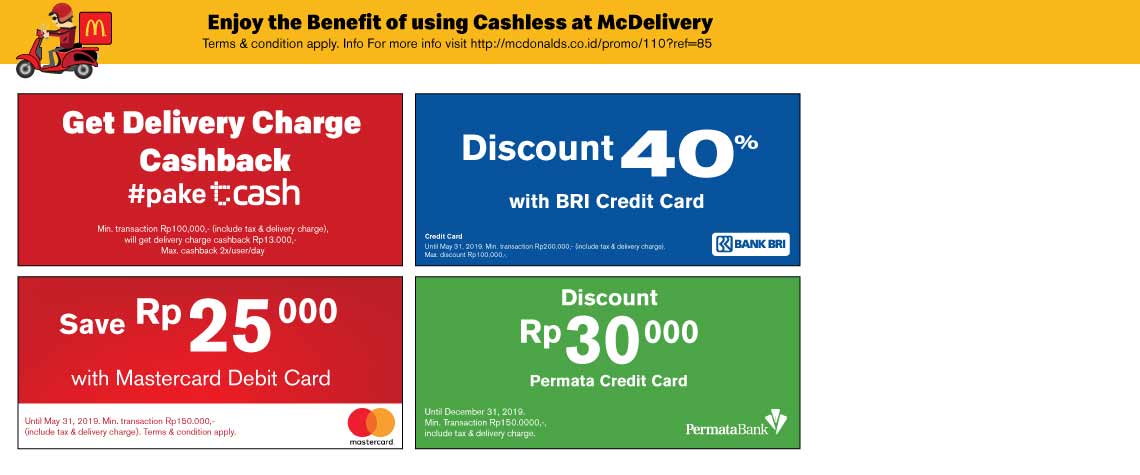 Enjoy the Benefit of using Cashless at McDelivery
Terms & condition apply. Info For more info visit http://mcdonalds.co.id/promo/110?ref=85
Get Delivery Charge
Cashback
#pake tcash
Min. transaction Rp100,000,- (include tax & delivery charge),
will get delivery charge cashback Rp13.000,-
Max. cashback 2x/user/day
Discount 40%
with BRI Credit Card
Credit Card
Until May 31, 2019. Min. transaction Rp200,000,- (include tax & delivery charge).
Max. discount Rp100,000,-.
BANK BRI
Save Rp 25 000
with Mastercard Debit Card
Until May 31, 2019. Min. transaction Rp150.000,-
(include tax & delivery charge). Terms & condition apply.
mastercard
Discount
Rp 30 000
Permata Credit Card
Until December 31, 2019.
Min. Transaction Rp150.0000,-,
include tax & delivery charge.
PermataBank